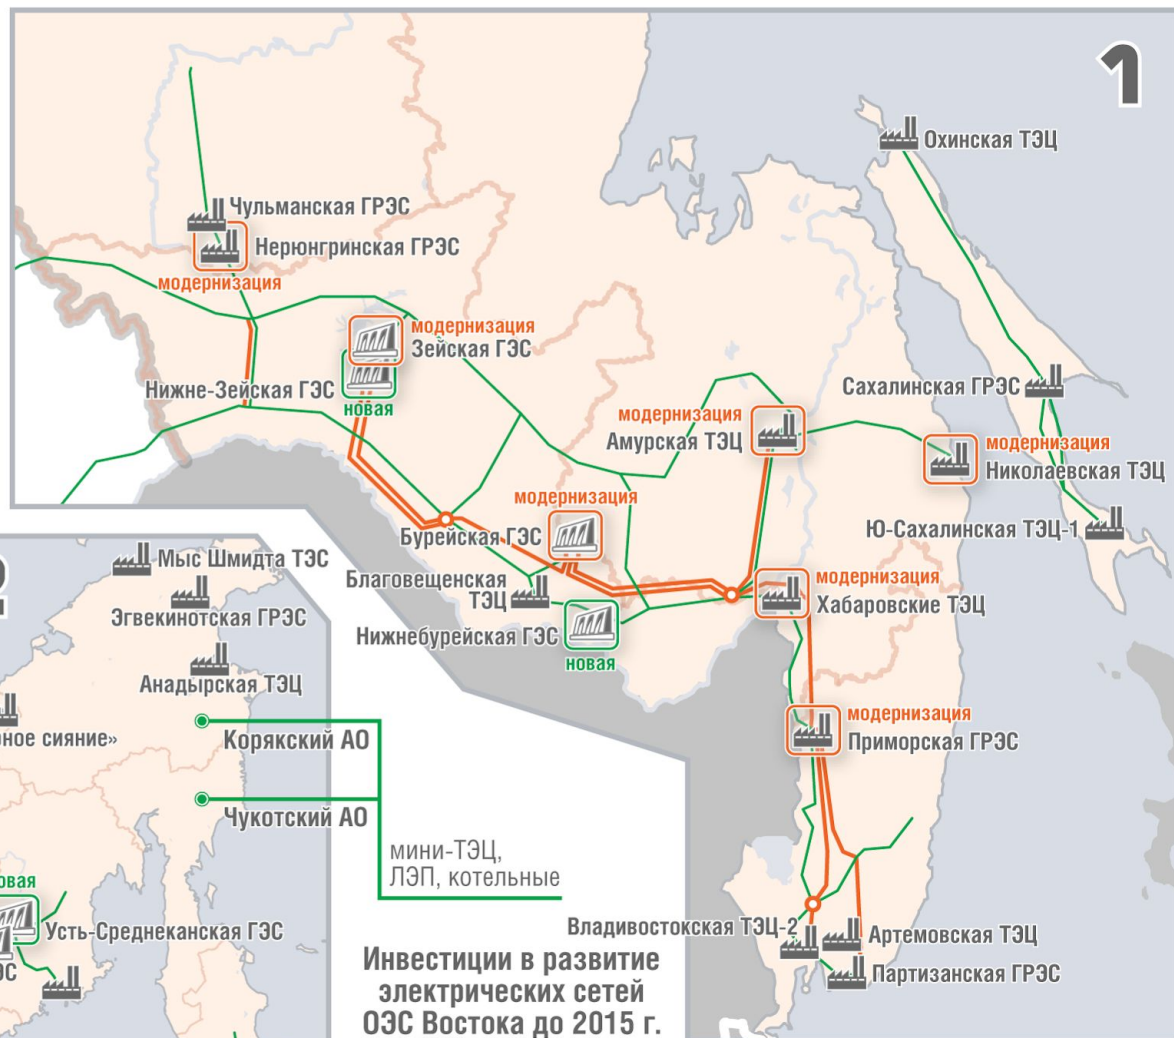 1
Охинская ТЭЦ
Чульманская ГРЭС
Нерюнгринская ГРЭС
модернизация
модернизация
Зейская ГЭС
Нижне-Зейская ГЭС
новая
Сахалинская ГРЭС
модернизация
Амурская ТЭЦ
модернизация
Николаевская ТЭЦ
модернизация
Бурейская ГЭС
Ю-Сахалинская ТЭЦ-1
Благовещенская
ТЭЦ
модернизация
Хабаровские ТЭЦ
Нижнебурейская ГЭС
новая
модернизация
Приморская ГРЭС
Владивостокская ТЭЦ-2
Артемовская ТЭЦ
Партизанская ГРЭС
2
Мыс Шмидта ТЭС
Эгвекинотская ГРЭС
Анадырская ТЭЦ
сияние»
Корякский АО
Чукотский АО
мини-ТЭЦ,
ЛЭП, котельные
Усть-Среднеканская ГЭС
Инвестиции в развитие
электрических сетей
ОЭС Востока до 2015 г.